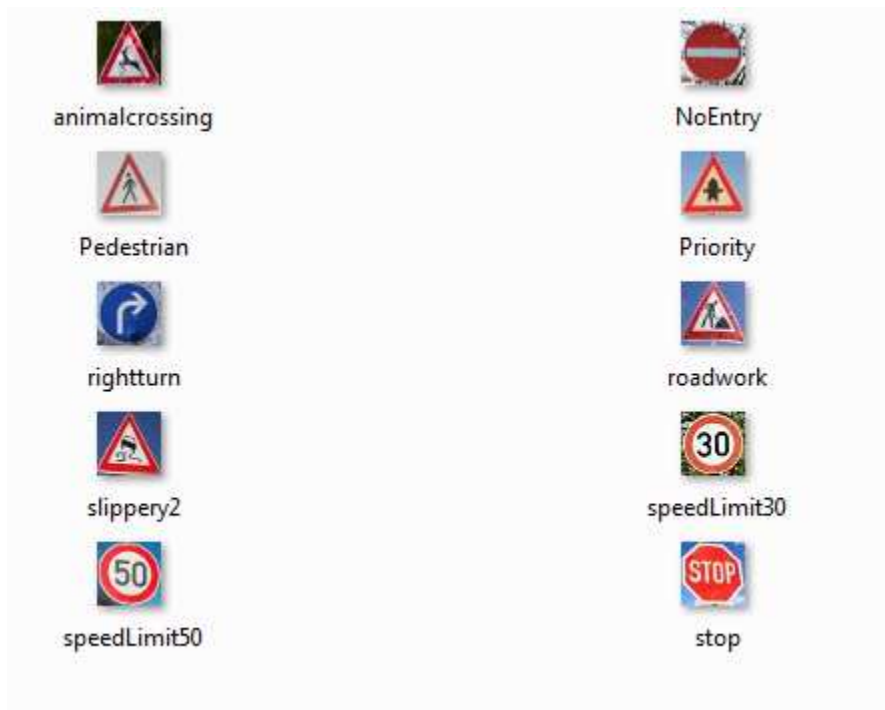 animalcrossing
NoEntry
Pedestrian
Priority
rightturn
roadwork
30
slippery2
speedLimit30
50
STOP
speedLimit50
stop